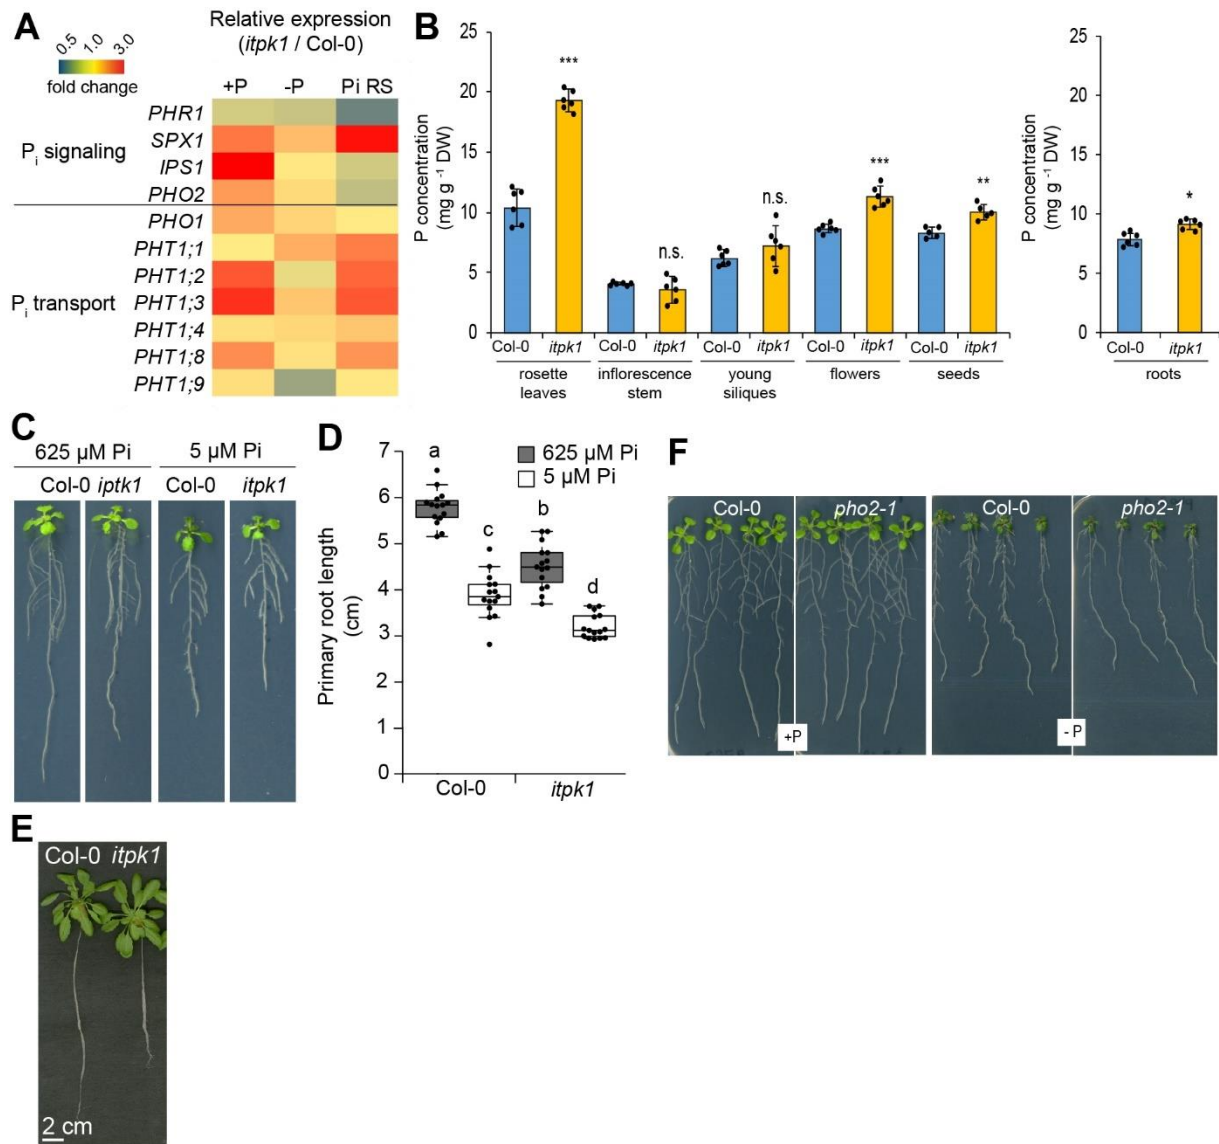 A
Relative expression
(itpk1 / Col-0)
0.5
1.0
3.0
fold change
+P
-P
Pi RS
Pi signaling
PHR1
SPX1
IPS1
PHO2
Pi transport
PHO1
PHT1;1
PHT1;2
PHT1;3
PHT1;4
PHT1;8
PHT1;9
B
P concentration
(mg g -1 DW)
25
20
15
10
5
0
***
n.s.
n.s.
***
**
Col-0 itpk1
Col-0 itpk1
Col-0 itpk1
Col-0 itpk1
Col-0 itpk1
rosette
leaves
inflorescence
stem
young
siliques
flowers
seeds
P concentration
(mg g -1 DW)
25
20
15
10
5
0
*
Col-0 itpk1
roots
C
625 µM Pi
5 µM Pi
Col-0 iptk1
Col-0
itpk1
D
Primary root length
(cm)
7
6
5
4
3
2
1
0
625 µM Pi
5 µM Pi
a
c
b
d
Col-0
itpk1
F
Col-0
pho2-1
Col-0
pho2-1
+P
- P
E
Col-0 itpk1
2 cm